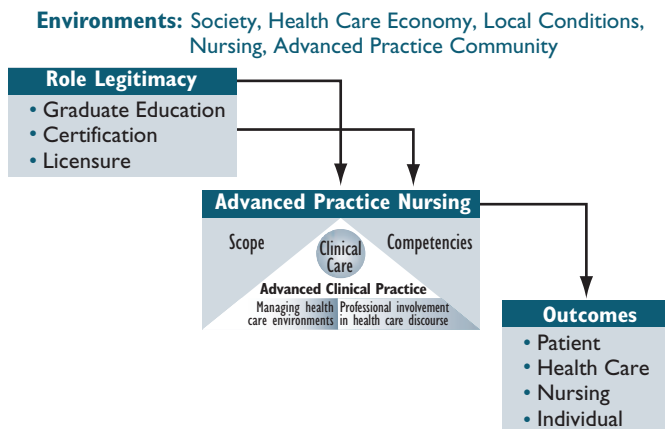 Environments: Society, Health Care Economy, Local Conditions,
Nursing, Advanced Practice Community
Role Legitimacy
• Graduate Education
• Certification
• Licensure
Advanced Practice Nursing
Scope
Clinical
Care
Competencies
Advanced Clinical Practice
Managing health
care environments
Professional involvement
in health care discourse
Outcomes
• Patient
• Health Care
• Nursing
• Individual